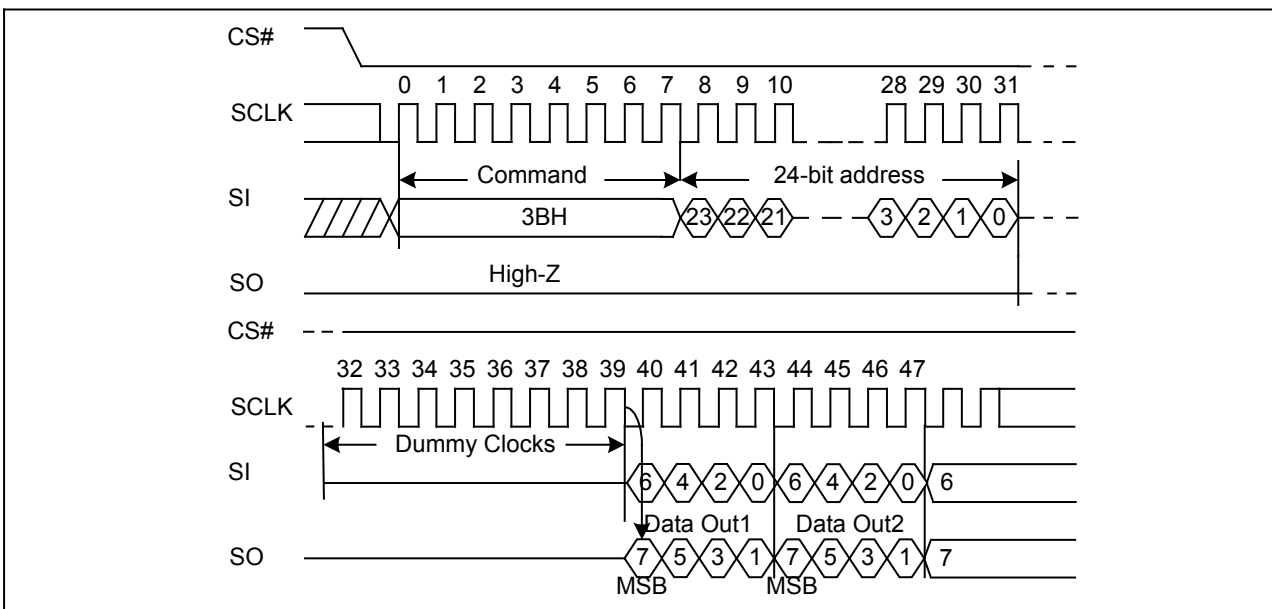 CS#
0 1 2 3 4 5 6 7 8 9 10 28 29 30 31
SCLK
Command 24-bit address
SI
3BH 23 22 21 3 2 1 0
High-Z
SO
CS#
32 33 34 35 36 37 38 39 40 41 42 43 44 45 46 47
SCLK
Dummy Clocks
SI
6 4 2 0 6 4 2 0 6
Data Out1 Data Out2
SO
7 5 3 1 7 5 3 1 7
MSB MSB